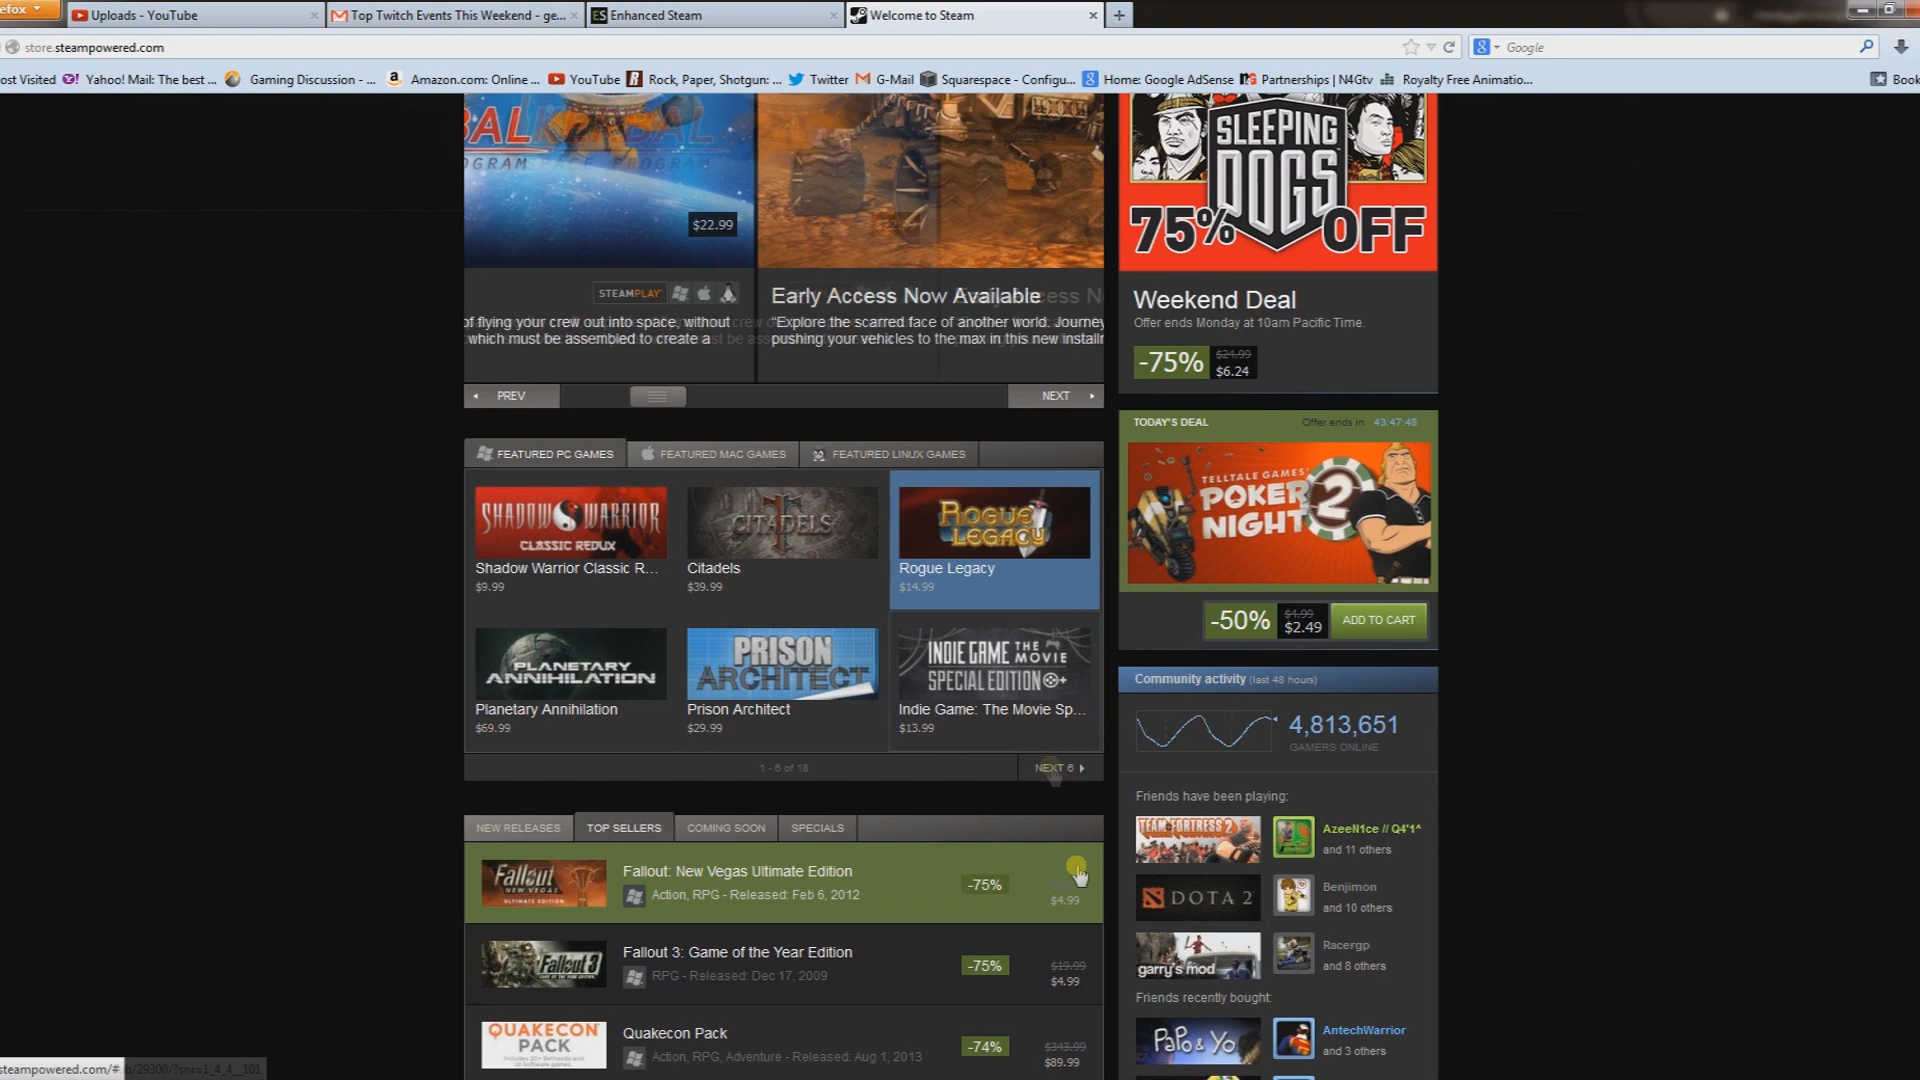 efox
Uploads - YouTube
Top Twitch Events This Weekend - ge...
Enhanced Steam
Welcome to Steam
store.steampowered.com
Google
ost Visited
Yahoo! Mail: The best ...
Gaming Discussion - ...
Amazon.com: Online ...
YouTube
Rock, Paper, Shotgun: ...
Twitter
G-Mail
Squarespace - Configu...
Home: Google AdSense
Partnerships | N4Gtv
Royalty Free Animatio...
Book
$22.99
STEAMPLAY
of flying your crew out into space, without
which must be assembled to create a
Early Access Now Available
"Explore the scarred face of another world. Journey
pushing your vehicles to the max in this new installm
PREV
NEXT
SLEEPING
DOGS
75% OFF
Weekend Deal
Offer ends Monday at 10am Pacific Time.
-75%
$24.99
$6.24
TODAY'S DEAL
Offer ends in 43:47:48
TELLTALE GAMES'
POKER
NIGHT 2
-50%
$4.99
$2.49
ADD TO CART
FEATURED PC GAMES
FEATURED MAC GAMES
FEATURED LINUX GAMES
SHADOW WARRIOR
CLASSIC REDUX
Shadow Warrior Classic R...
$9.99
CITADELS
Citadels
$39.99
ROGUE
LEGACY
Rogue Legacy
$14.99
PLANETARY
ANNIHILATION
Planetary Annihilation
$69.99
PRISON
ARCHITECT
Prison Architect
$29.99
INDIE GAME THE MOVIE
SPECIAL EDITION
Indie Game: The Movie Sp...
$13.99
1 - 6 of 18
NEXT 6
NEW RELEASES
TOP SELLERS
COMING SOON
SPECIALS
Fallout
NEW VEGAS
ULTIMATE EDITION
Fallout: New Vegas Ultimate Edition
Action, RPG - Released: Feb 6, 2012
-75%
$4.99
Fallout 3
Fallout 3: Game of the Year Edition
RPG - Released: Dec 17, 2009
-75%
$19.99
$4.99
QUAKECON
PACK
Quakecon Pack
Action, RPG, Adventure - Released: Aug 1, 2013
-74%
$343.99
$89.99
Community activity (last 48 hours)
4,813,651
GAMERS ONLINE
Friends have been playing:
TEAM FORTRESS 2
AzeeN1ce // Q4'1^
and 11 others
DOTA 2
Benjimon
and 10 others
garry's mod
Racergp
and 8 others
Friends recently bought:
Papo & Yo
AntechWarrior
and 3 others